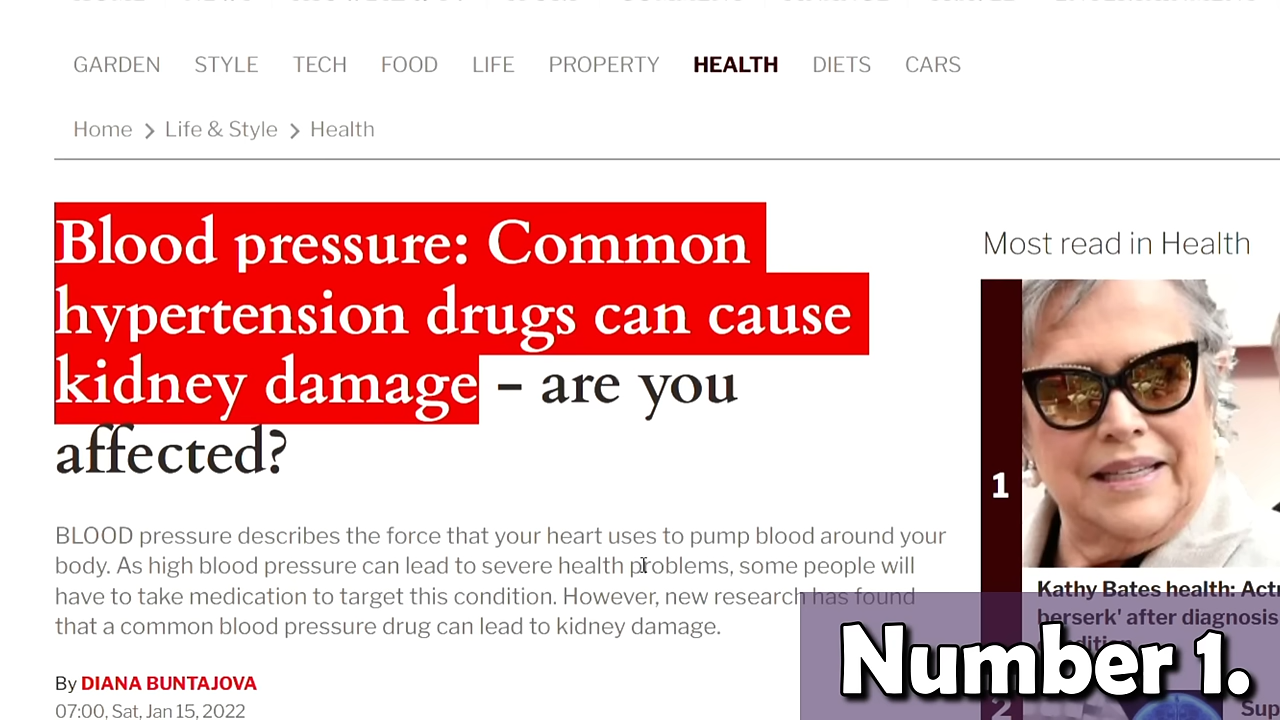 GARDEN STYLE TECH FOOD LIFE PROPERTY HEALTH DIETS CARS
Home > Life & Style > Health
Blood pressure: Common
hypertension drugs can cause
kidney damage - are you
affected?
BLOOD pressure describes the force that your heart uses to pump blood around your
body. As high blood pressure can lead to severe health problems, some people will
have to take medication to target this condition. However, new research has found
that a common blood pressure drug can lead to kidney damage.
By DIANA BUNTAJOVA
07:00, Sat, Jan 15, 2022
Most read in Health
1
Kathy Bates health:
berserk' after diagnosis
2
Number 1.